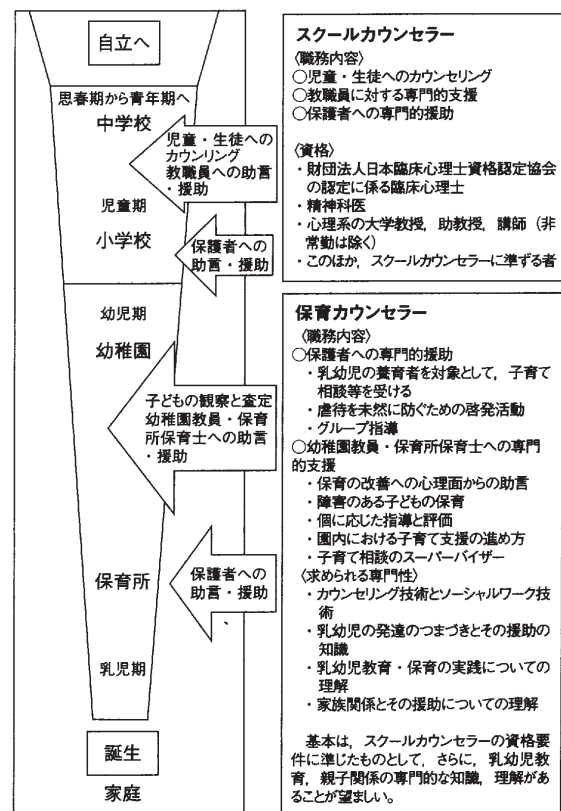 自立へ
思春期から青年期へ
中学校
児童・生徒への
カウンリング
教職員への助言
・援助
児童期
小学校
保護者への
助言・援助
幼児期
幼稚園
子どもの観察と査定
幼稚園教員・保育
所保育士への助言
・援助
保育所
保護者への
助言・援助
乳児期
誕生
家庭
スクールカウンセラー
〈職務内容〉
○児童・生徒へのカウンセリング
○教職員に対する専門的支援
○保護者への専門的援助
〈資格〉
・財団法人日本臨床心理士資格認定協会
の認定に係る臨床心理士
・精神科医
・心理系の大学教授，助教授，講師（非
常勤は除く）
・このほか，スクールカウンセラーに準ずる者
保育カウンセラー
〈職務内容〉
○保護者への専門的援助
・乳幼児の養育者を対象として，子育て
相談等を受ける
・虐待を未然に防ぐための啓発活動
・グループ指導
○幼稚園教員・保育所保育士への専門
的支援
・保育の改善への心理面からの助言
・障害のある子どもの保育
・個に応じた指導と評価
・園内における子育て支援の進め方
・子育て相談のスーパーバイザー
〈求められる専門性〉
・カウンセリング技術とソーシャルワーク技
術
・乳幼児の発達のつまづきとその援助の
知識
・乳幼児教育・保育の実践についての
理解
・家族関係とその援助についての理解
基本は，スクールカウンセラーの資格要
件に準じたものとして，さらに，乳幼児教
育，親子関係の専門的な知識，理解があ
ることが望ましい。